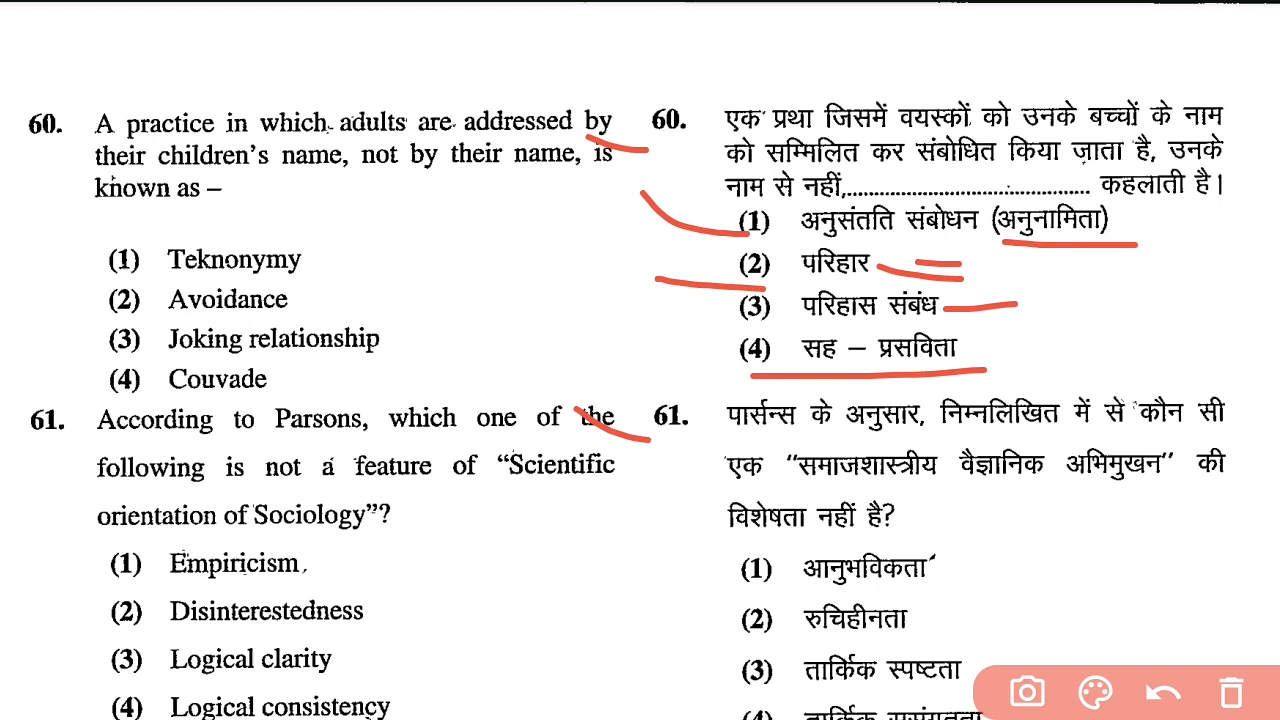 60. A practice in which adults are addressed by
their children's name, not by their name, is
known as –
(1) Teknonymy
(2) Avoidance
(3) Joking relationship
(4) Couvade
61. According to Parsons, which one of the
following is not a feature of "Scientific
orientation of Sociology"?
(1) Empiricism
(2) Disinterestedness
(3) Logical clarity
(4) Logical consistency
60. एक प्रथा जिसमें वयस्कों को उनके बच्चों के नाम
को सम्मिलित कर संबोधित किया जाता है, उनके
नाम से नहीं,........................................ कहलाती है।
(1) अनुसंतति संबोधन (अनुनामिता)
(2) परिहार
(3) परिहास संबंध
(4) सह – प्रसविता
61. पार्सन्स के अनुसार, निम्नलिखित में से कौन सी
एक "समाजशास्त्रीय वैज्ञानिक अभिमुखन" की
विशेषता नहीं है?
(1) आनुभविकता
(2) रुचिहीनता
(3) तार्किक स्पष्टता